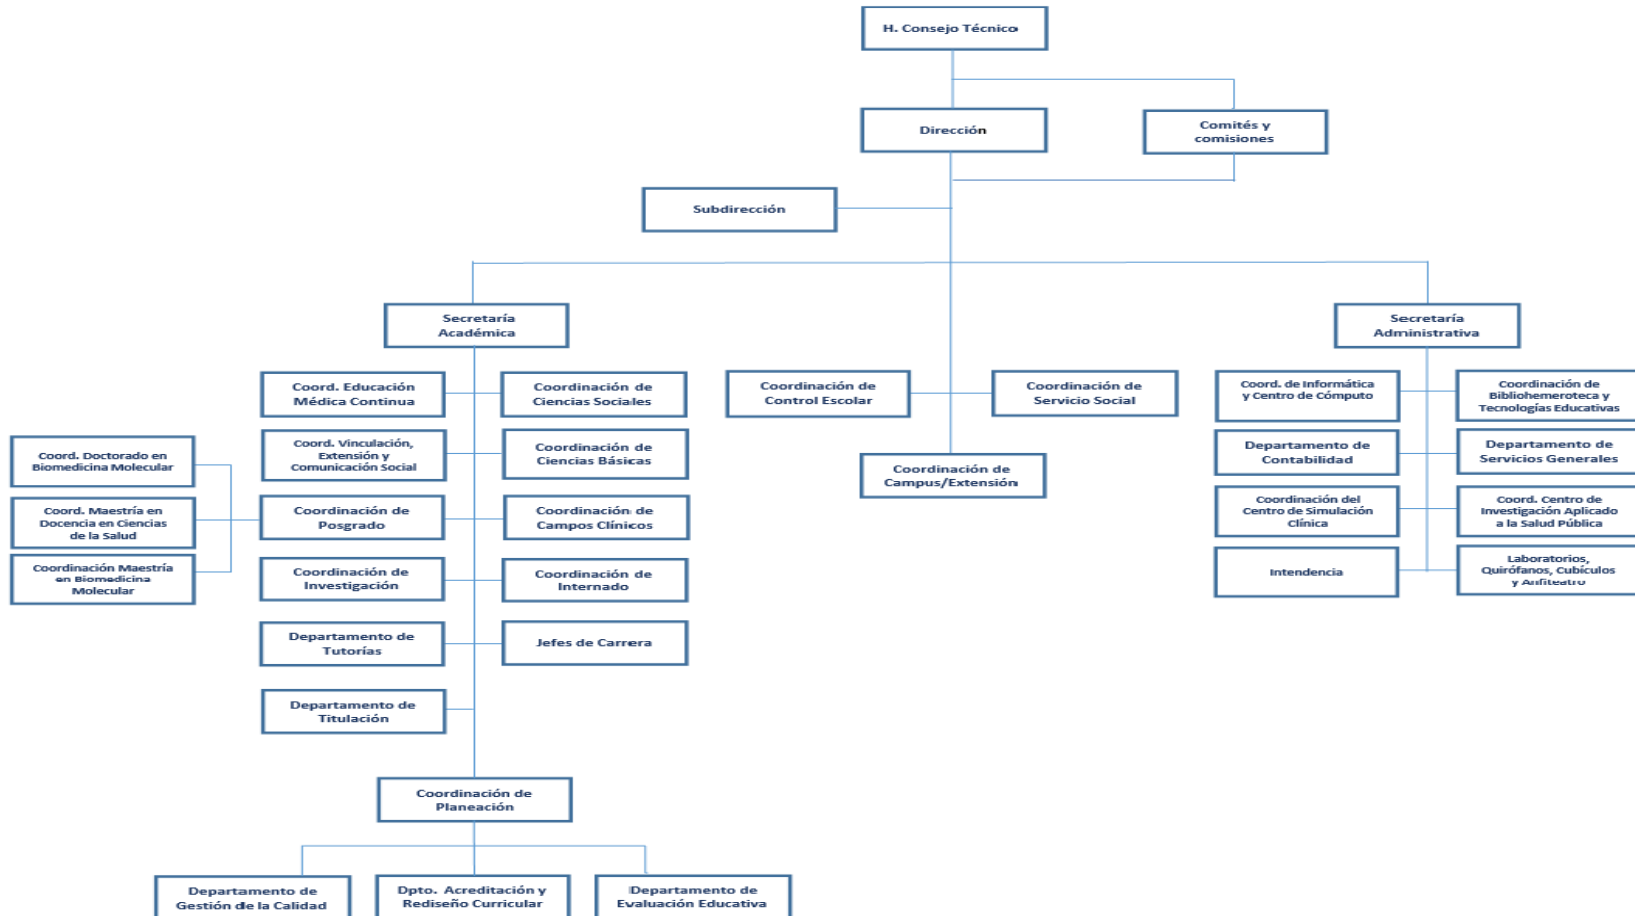 H. Consejo Técnico
Dirección
Comités y
comisiones
Subdirección
Secretaría
Académica
Secretaría
Administrativa
Coord. Educación
Médica Continua
Coordinación de
Ciencias Sociales
Coordinación de
Control Escolar
Coordinación de
Servicio Social
Coord. de Informática
y Centro de Cómputo
Coordinación de
Bibliohemeroteca y
Tecnologías Educativas
Coord. Doctorado en
Biomedicina Molecular
Coord. Vinculación,
Extensión y
Comunicación Social
Coordinación de
Ciencias Básicas
Coordinación de
Campus/Extensión
Departamento de
Contabilidad
Departamento de
Servicios Generales
Coord. Maestría en
Docencia en Ciencias
de la Salud
Coordinación de
Posgrado
Coordinación de
Campos Clínicos
Coordinación del
Centro de Simulación
Clínica
Coord. Centro de
Investigación Aplicado
a la Salud Pública
Coordinación Maestría
en Biomedicina
Molecular
Coordinación de
Investigación
Coordinación de
Internado
Intendencia
Laboratorios,
Quirófanos, Cubículos
y Anfiteatro
Departamento de
Tutorías
Jefes de Carrera
Departamento de
Titulación
Coordinación de
Planeación
Departamento de
Gestión de la Calidad
Dpto. Acreditación y
Rediseño Curricular
Departamento de
Evaluación Educativa